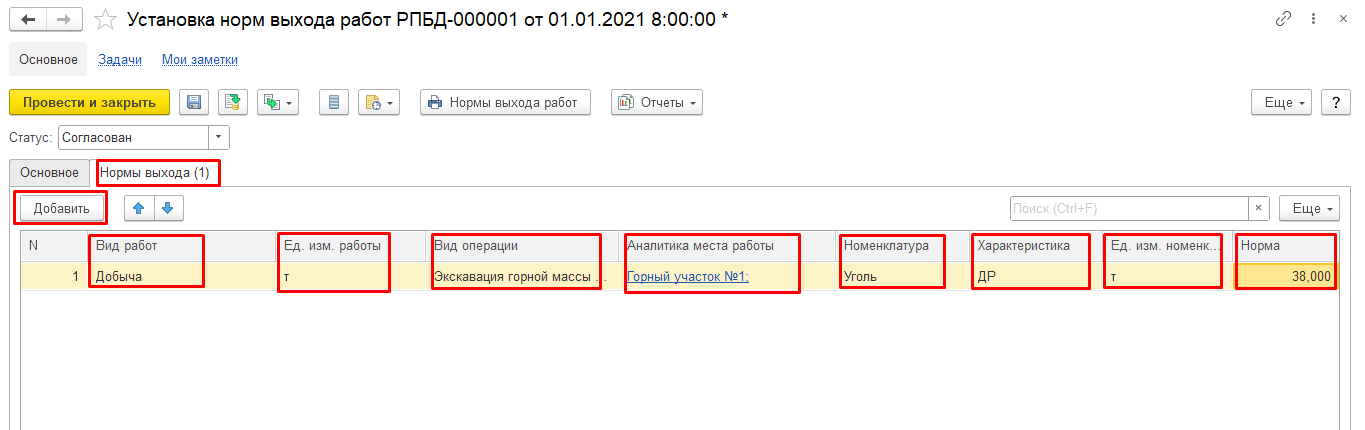 Установка норм выхода работ РПБД-000001 от 01.01.2021 8:00:00 *
Основное Задачи Мои заметки
Провести и закрыть Нормы выхода работ Отчеты Еще ?
Статус: Согласован
Основное Нормы выхода (1)
Добавить Поиск (Ctrl+F) × Еще
N Вид работ Ед. изм. работы Вид операции Аналитика места работы Номенклатура Характеристика Ед. изм. номенк... Норма
1 Добыча т Экскавация горной массы ... Горный участок №1; Уголь ДР т 38,000